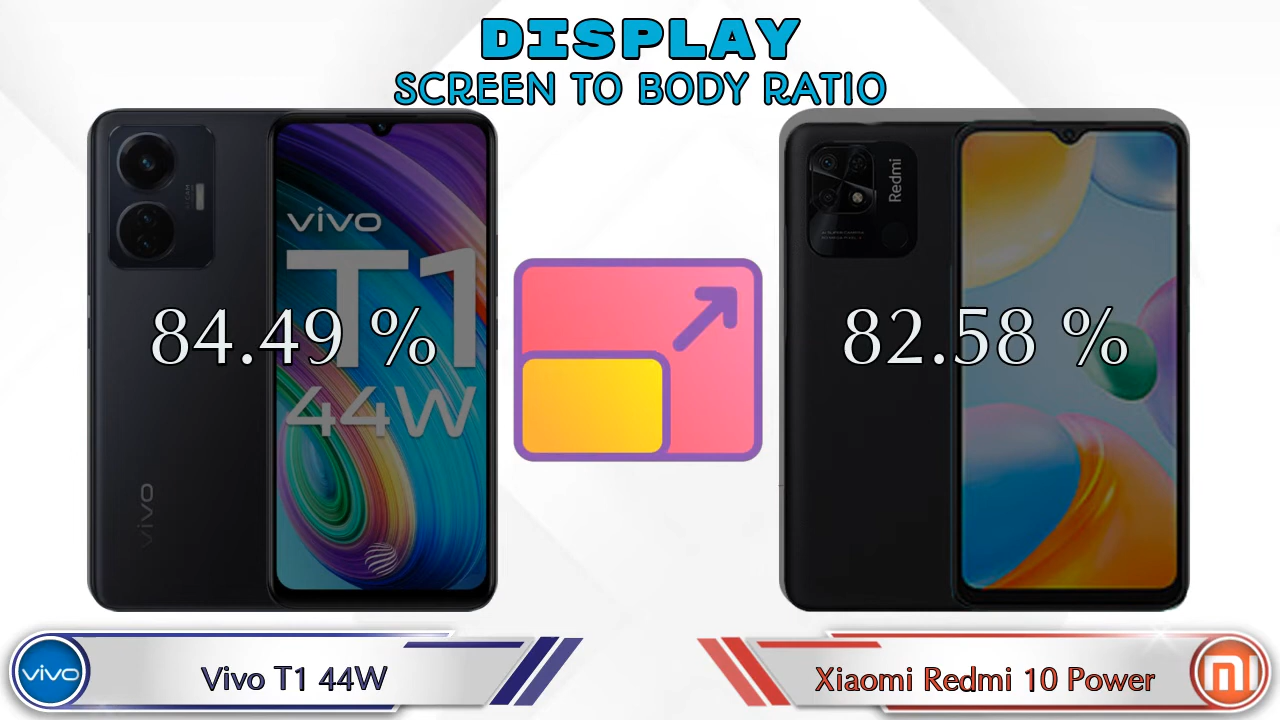 DISPLAY
SCREEN TO BODY RATIO
Redmi
vivo
T1
44W
84.49 %
82.58 %
vivo
vivo
Vivo T1 44W
Xiaomi Redmi 10 Power